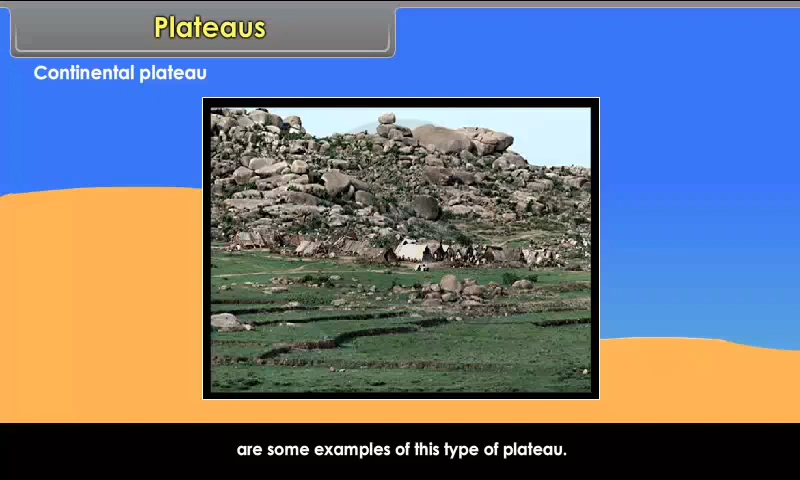 Plateaus
Continental plateau
are some examples of this type of plateau.